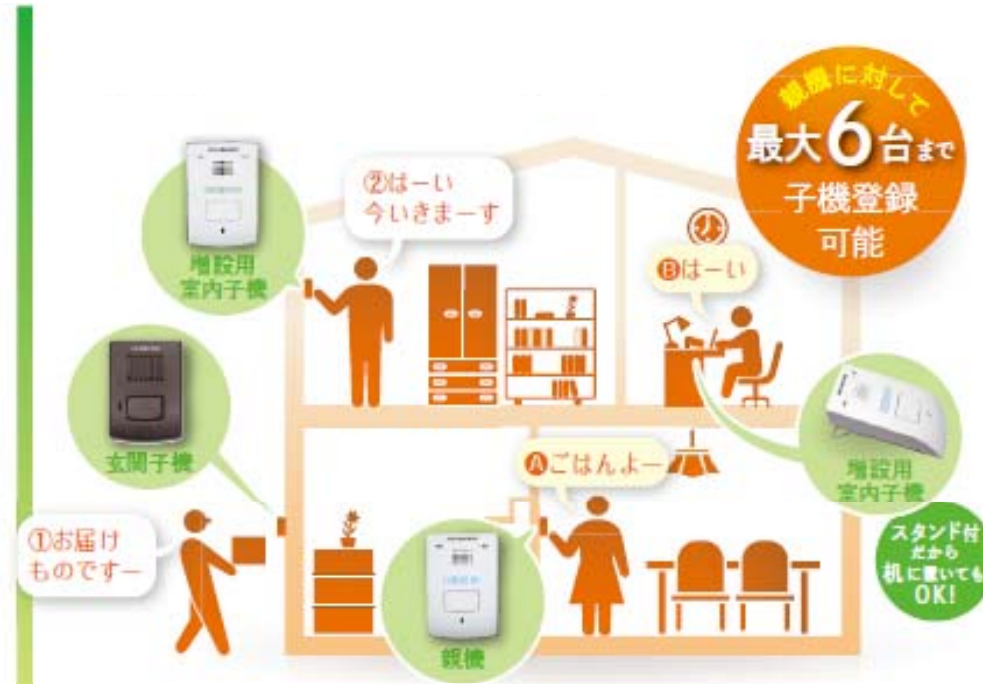 親機に対して
最大6台まで
子機登録
可能
②はーい
今いきまーす
増設用
室内子機
Ⓑはーい
玄関子機
Ⓐごはんよー
増設用
室内子機
①お届け
ものですー
親機
スタンド付
だから
机に置いても
OK!